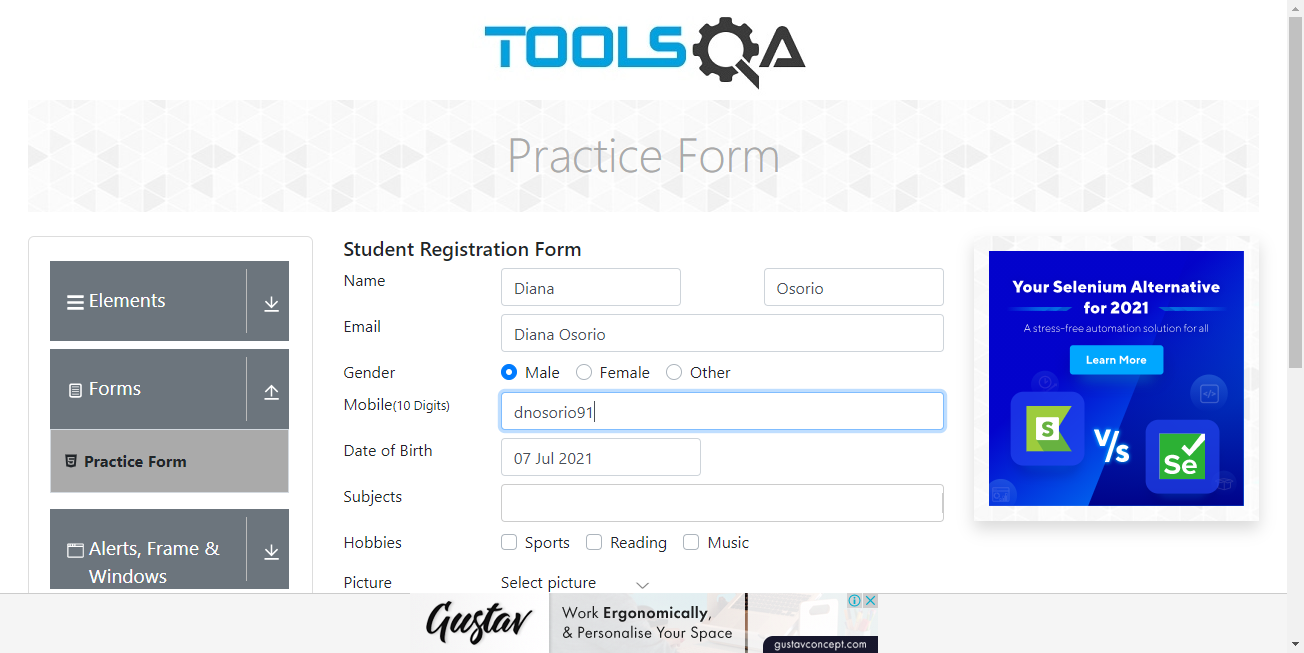 TOOLSQA
Practice Form
Elements
Forms
Practice Form
Alerts, Frame &
Windows
Student Registration Form
Name
Diana
Osorio
Email
Diana Osorio
Gender
Male
Female
Other
Mobile(10 Digits)
dnosorio91
Date of Birth
07 Jul 2021
Subjects
Hobbies
Sports
Reading
Music
Picture
Select picture
Your Selenium Alternative
for 2021
A stress-free automation solution for all
Learn More
S
V/s
Se
Gustav
Work Ergonomically,
& Personalise Your Space
gustavconcept.com